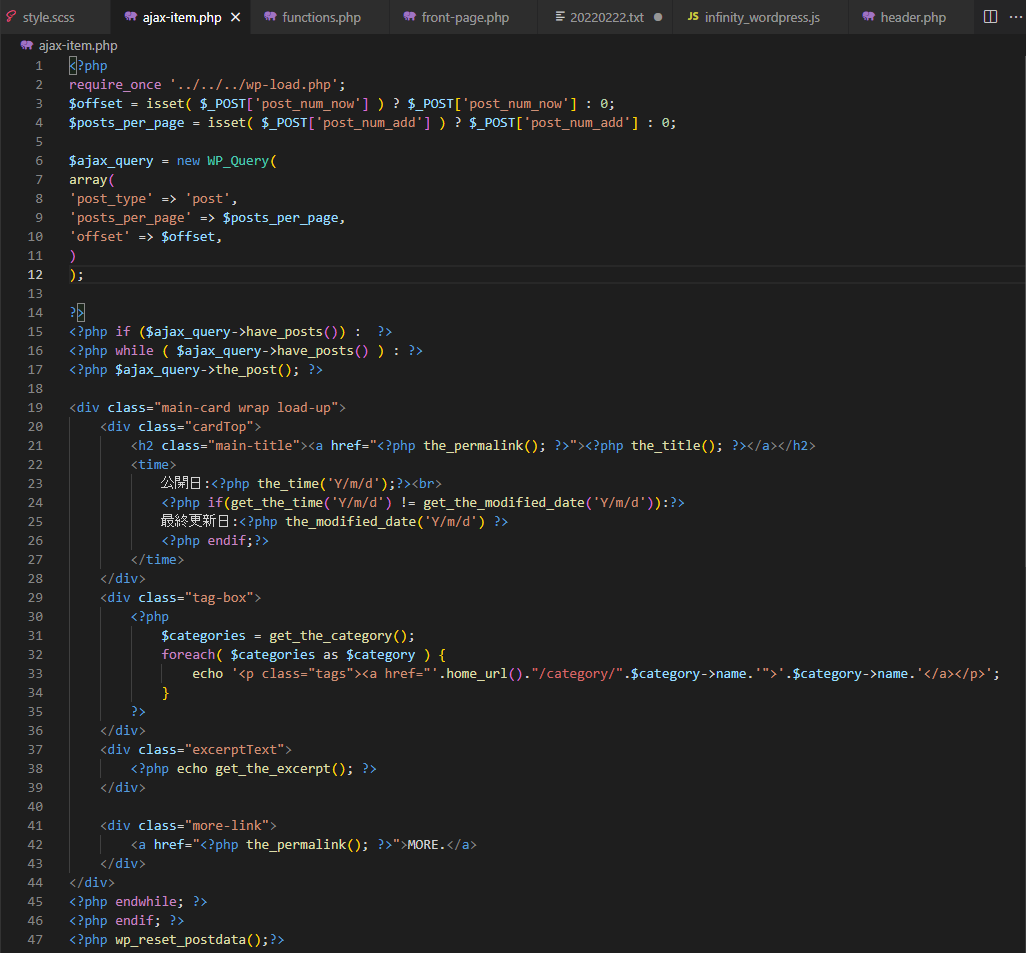 style.scss ajax-item.php functions.php front-page.php 20220222.txt infinity_wordpress.js header.php
ajax-item.php
1 <?php
2 require_once '../../../wp-load.php';
3 $offset = isset( $_POST['post_num_now'] ) ? $_POST['post_num_now'] : 0;
4 $posts_per_page = isset( $_POST['post_num_add'] ) ? $_POST['post_num_add'] : 0;
5
6 $ajax_query = new WP_Query(
7 array(
8 'post_type' => 'post',
9 'posts_per_page' => $posts_per_page,
10 'offset' => $offset,
11 )
12 );
13
14 ?>
15 <?php if ($ajax_query->have_posts()) :  ?>
16 <?php while ( $ajax_query->have_posts() ) : ?>
17 <?php $ajax_query->the_post(); ?>
18
19 <div class="main-card wrap load-up">
20     <div class="cardTop">
21         <h2 class="main-title"><a href="<?php the_permalink(); ?>"><?php the_title(); ?></a></h2>
22         <time>
23             公開日:<?php the_time('Y/m/d');?><br>
24             <?php if(get_the_time('Y/m/d') != get_the_modified_date('Y/m/d')):?>
25             最終更新日:<?php the_modified_date('Y/m/d') ?>
26             <?php endif;?>
27         </time>
28     </div>
29     <div class="tag-box">
30         <?php
31             $categories = get_the_category();
32             foreach( $categories as $category ) {
33                 echo '<p class="tags"><a href="'.home_url()."/category/".$category->name.'">'.$category->name.'</a></p>';
34             }
35         ?>
36     </div>
37     <div class="excerptText">
38         <?php echo get_the_excerpt(); ?>
39     </div>
40
41     <div class="more-link">
42         <a href="<?php the_permalink(); ?>">MORE.</a>
43     </div>
44 </div>
45 <?php endwhile; ?>
46 <?php endif; ?>
47 <?php wp_reset_postdata();?>